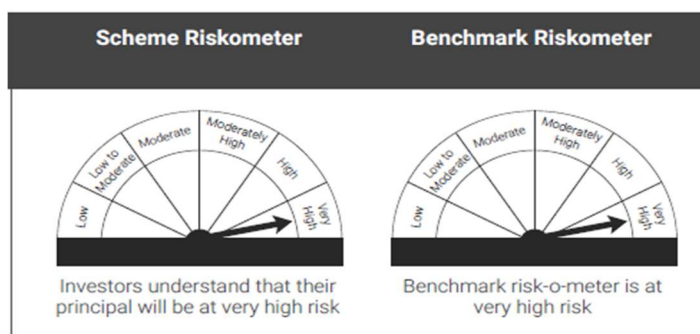 Scheme Riskometer
Benchmark Riskometer
Low
Low to
Moderate
Moderate
Moderately
High
High
Very
High
Investors understand that their
principal will be at very high risk
Low
Low to
Moderate
Moderate
Moderately
High
High
Very
High
Benchmark risk-o-meter is at
very high risk